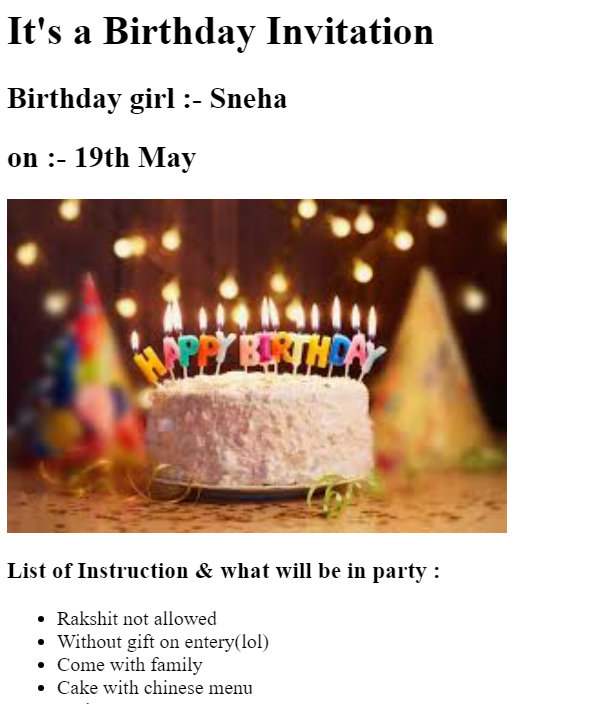 It's a Birthday Invitation
Birthday girl :- Sneha
on :- 19th May
HAPPY BIRTHDAY
List of Instruction & what will be in party :
Rakshit not allowed
Without gift on entery(lol)
Come with family
Cake with chinese menu